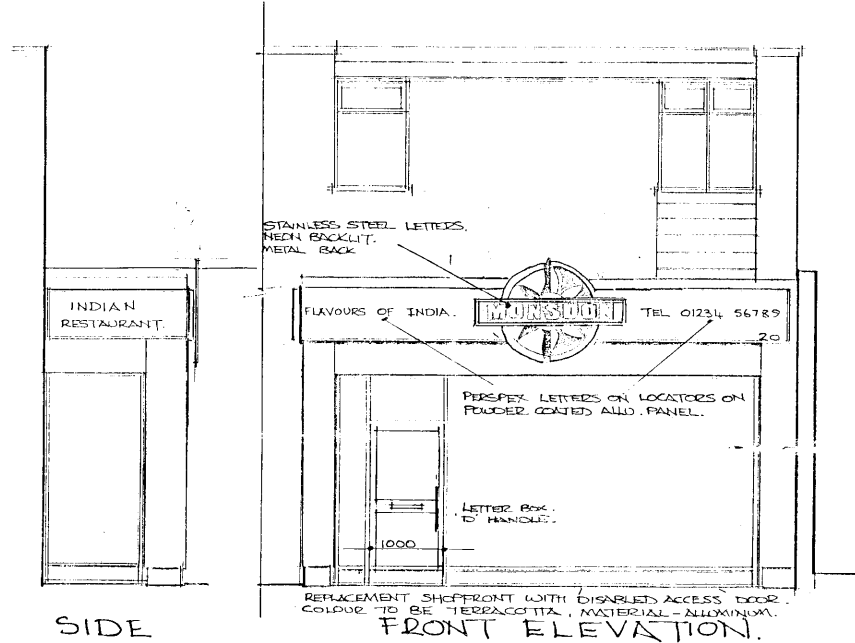 STAINLESS STEEL LETTERS.
NEON BACKLIT.
METAL BACK
INDIAN
RESTAURANT.
FLAVOURS OF INDIA.
MONSOON
TEL 01234 56789
20
PERSPEX LETTERS ON LOCATORS ON
POWDER COATED ALLU. PANEL.
LETTER BOX.
'D' HANDLE.
1000
REPLACEMENT SHOPFRONT WITH DISABLED ACCESS DOOR.
COLOUR TO BE TERRACOTTA, MATERIAL - ALLUMINUM.
SIDE
FRONT ELEVATION.